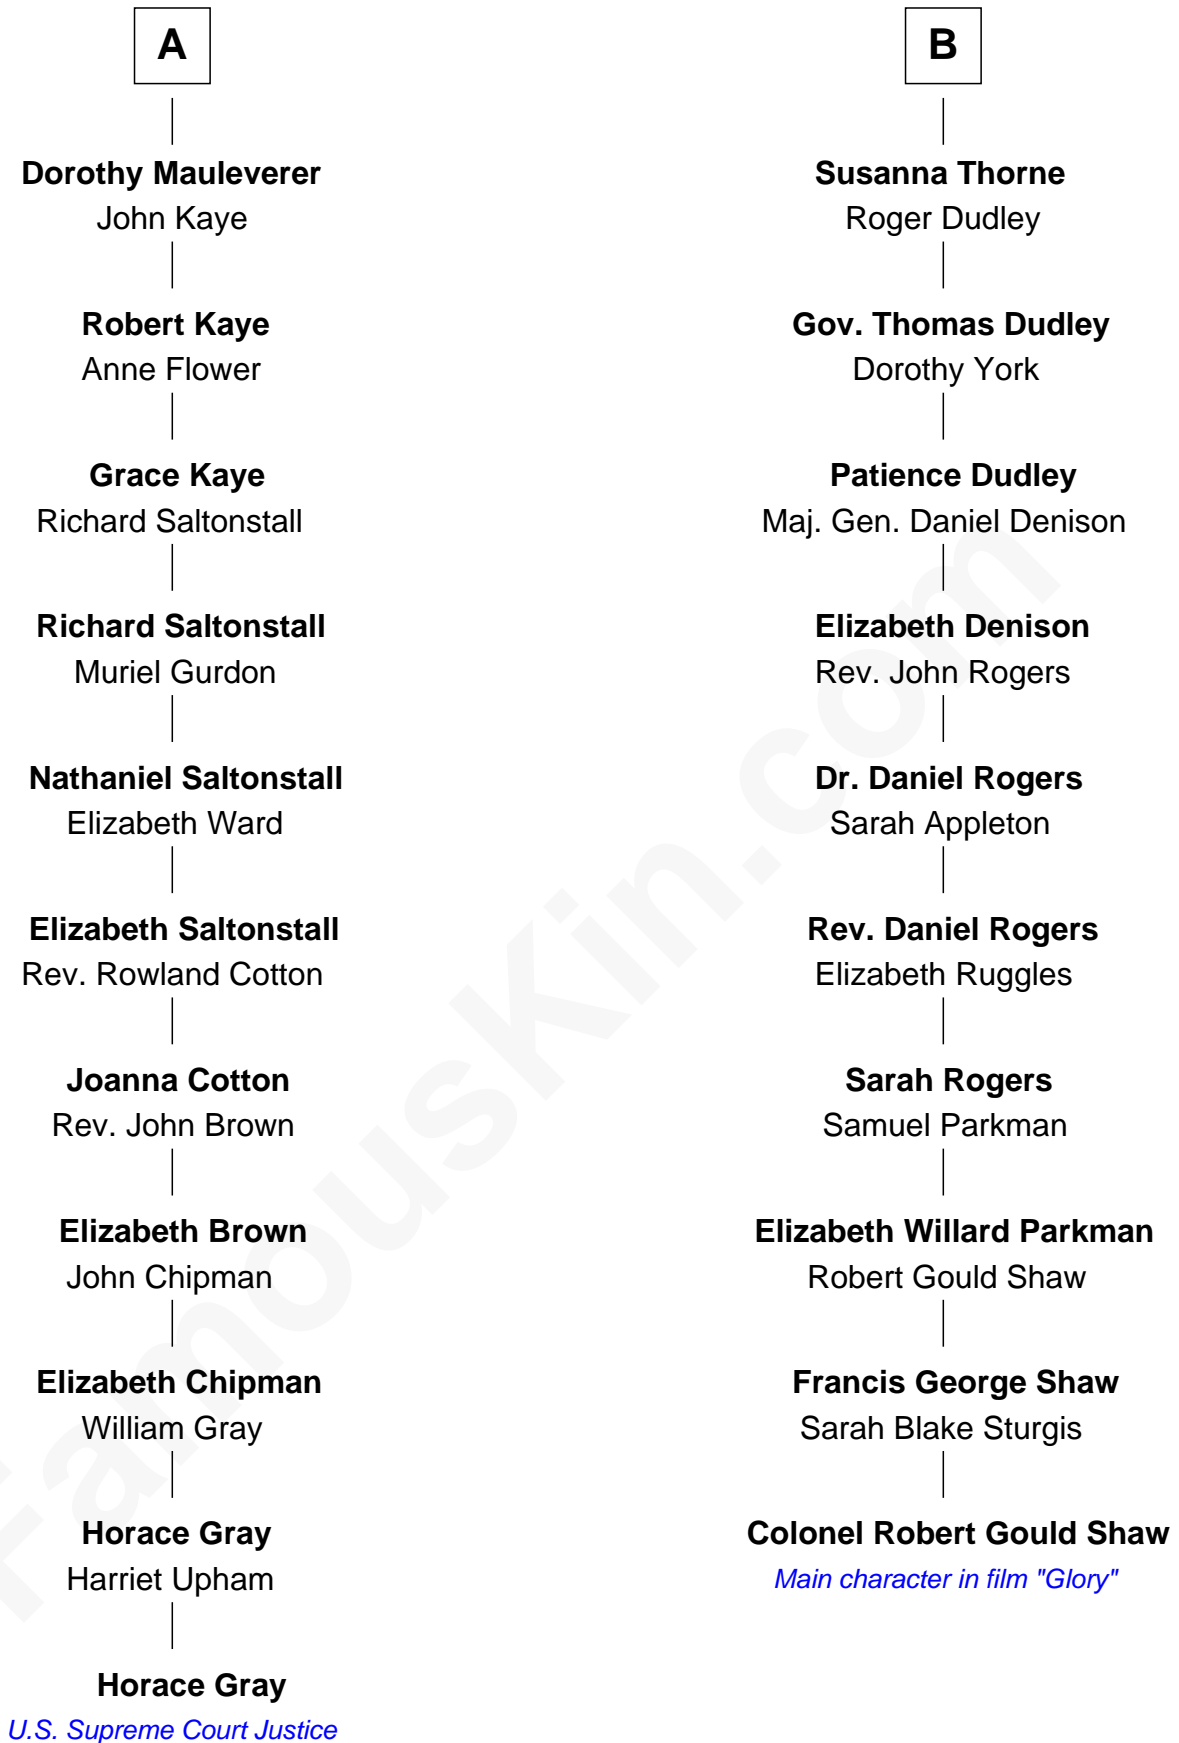 A
Dorothy Mauleverer
John Kaye
Robert Kaye
Anne Flower
Grace Kaye
Richard Saltonstall
Richard Saltonstall
Muriel Gurdon
Nathaniel Saltonstall
Elizabeth Ward
Elizabeth Saltonstall
Rev. Rowland Cotton
Joanna Cotton
Rev. John Brown
Elizabeth Brown
John Chipman
Elizabeth Chipman
William Gray
Horace Gray
Harriet Upham
Horace Gray
U.S. Supreme Court Justice
B
Susanna Thorne
Roger Dudley
Gov. Thomas Dudley
Dorothy York
Patience Dudley
Maj. Gen. Daniel Denison
Elizabeth Denison
Rev. John Rogers
Dr. Daniel Rogers
Sarah Appleton
Rev. Daniel Rogers
Elizabeth Ruggles
Sarah Rogers
Samuel Parkman
Elizabeth Willard Parkman
Robert Gould Shaw
Francis George Shaw
Sarah Blake Sturgis
Colonel Robert Gould Shaw
Main character in film "Glory"
FamousKin.com